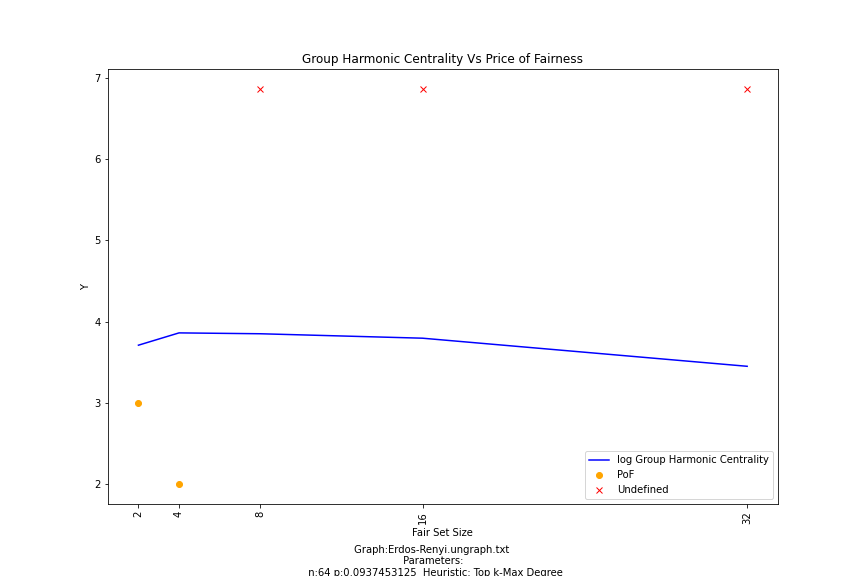 Group Harmonic Centrality Vs Price of Fairness
7
6
5
4
3
2
Y
log Group Harmonic Centrality
PoF
Undefined
2 4 8 16 32
Fair Set Size
Graph:Erdos-Renyi.ungraph.txt
Parameters:
n:64 p:0.0937453125 Heuristic: Top k-Max Degree